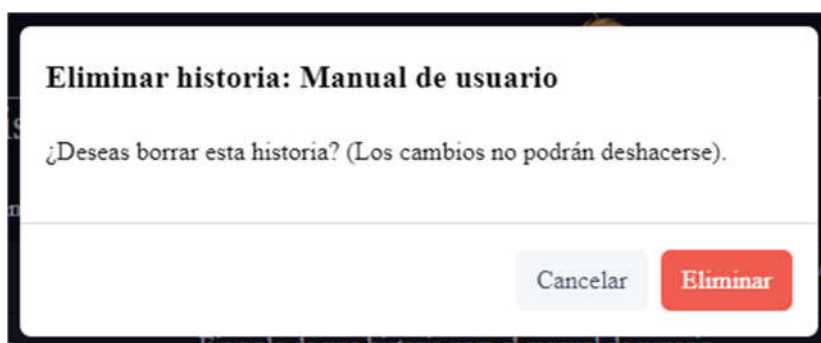 Eliminar historia: Manual de usuario
¿Deseas borrar esta historia? (Los cambios no podrán deshacerse).
Cancelar
Eliminar